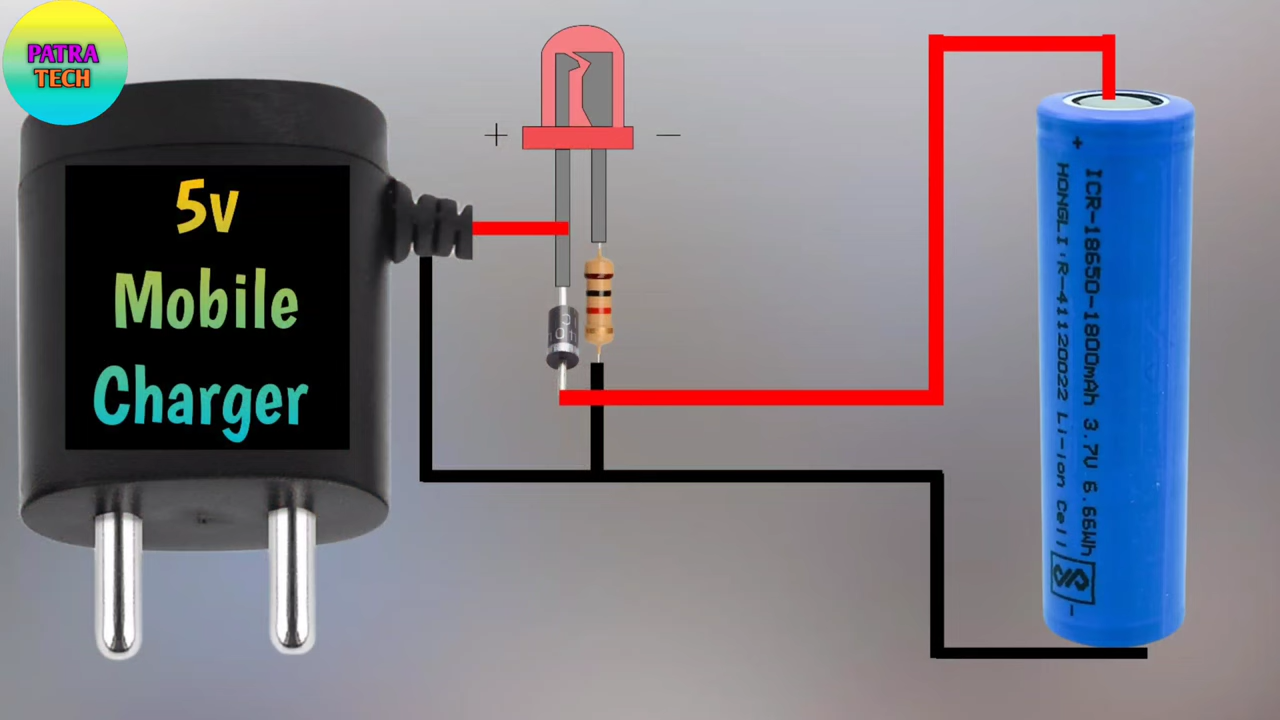 PATRA
TECH
5v
Mobile
Charger
+
—
+
ICR-18650-1800mAh 3.7V 6.66Wh
HONGLI:R-41120022 Li-ion Cell
-